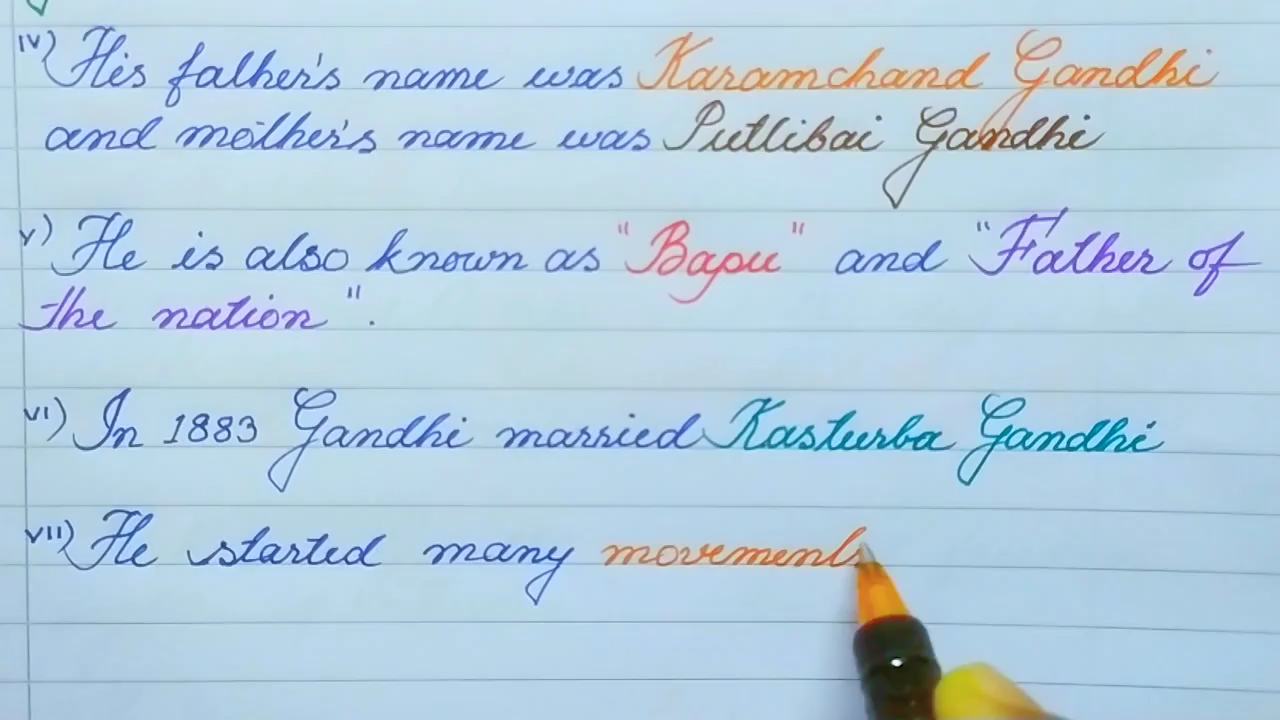 iv) His father's name was Karamchand Gandhi
and mother's name was Putlibai Gandhi
v) He is also known as "Bapu" and "Father of
the nation".
vi) In 1883 Gandhi married Kasturba Gandhi
vii) He started many movements